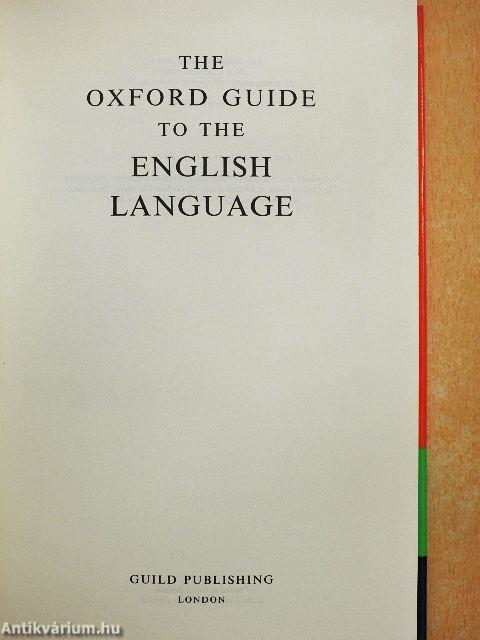 THE
OXFORD GUIDE
TO THE
ENGLISH
LANGUAGE
GUILD PUBLISHING
LONDON
Antikvárium.hu